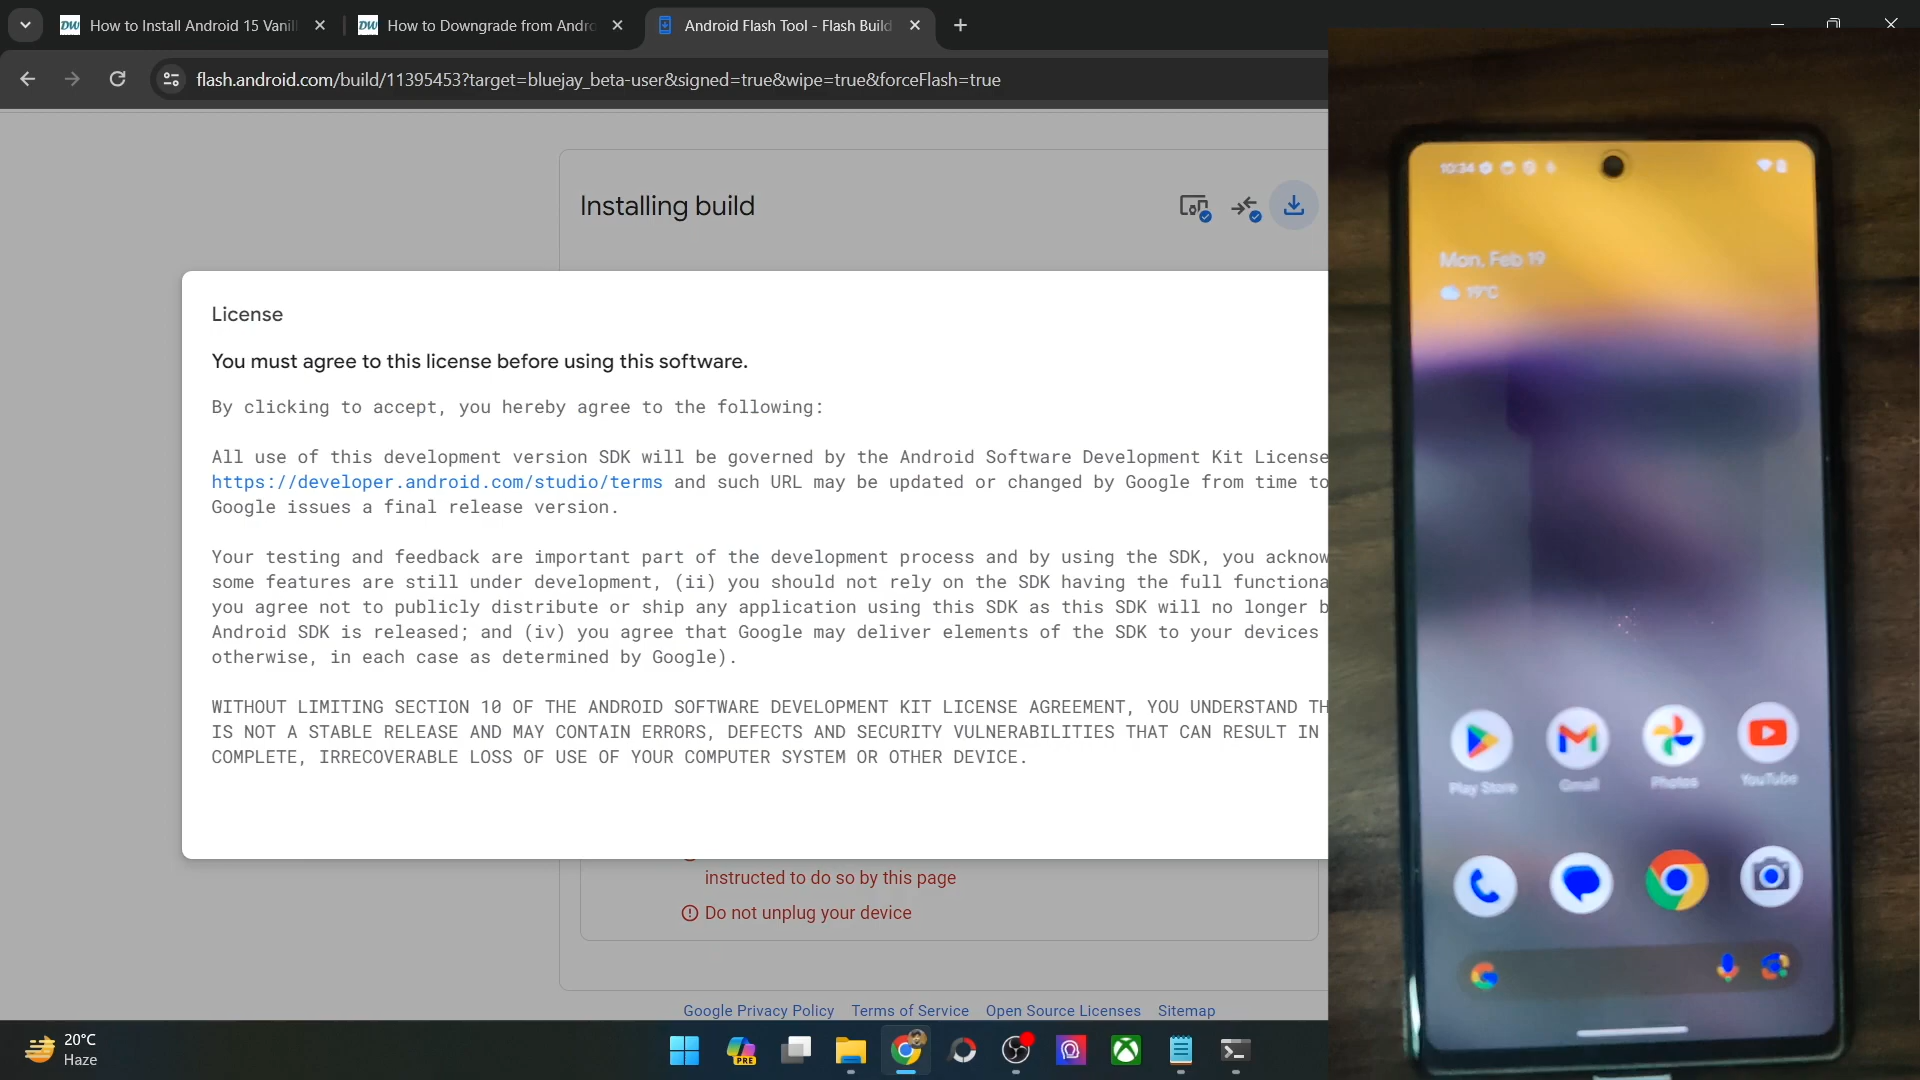 How to Install Android 15 Vanill
How to Downgrade from Andro
Android Flash Tool - Flash Build
flash.android.com/build/11395453?target=bluejay_beta-user&signed=true&wipe=true&forceFlash=true
Installing build
License
You must agree to this license before using this software.
By clicking to accept, you hereby agree to the following:
All use of this development version SDK will be governed by the Android Software Development Kit License
https://developer.android.com/studio/terms and such URL may be updated or changed by Google from time to
Google issues a final release version.
Your testing and feedback are important part of the development process and by using the SDK, you acknow
some features are still under development, (ii) you should not rely on the SDK having the full functiona
you agree not to publicly distribute or ship any application using this SDK as this SDK will no longer b
Android SDK is released; and (iv) you agree that Google may deliver elements of the SDK to your devices
otherwise, in each case as determined by Google).
WITHOUT LIMITING SECTION 10 OF THE ANDROID SOFTWARE DEVELOPMENT KIT LICENSE AGREEMENT, YOU UNDERSTAND TH
IS NOT A STABLE RELEASE AND MAY CONTAIN ERRORS, DEFECTS AND SECURITY VULNERABILITIES THAT CAN RESULT IN
COMPLETE, IRRECOVERABLE LOSS OF USE OF YOUR COMPUTER SYSTEM OR OTHER DEVICE.
instructed to do so by this page
Do not unplug your device
Google Privacy Policy Terms of Service Open Source Licenses Sitemap
20°C
Haze
PRE
10:34
Mon, Feb 19
19°C
Play Store Gmail Photos YouTube